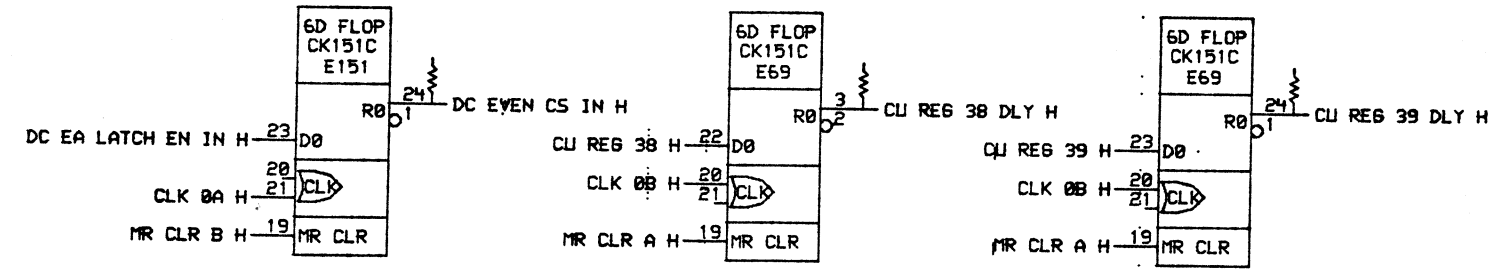 6D FLOP
CK151C
E151
24
R0
1
DC EVEN CS IN H
DC EA LATCH EN IN H
23
D0
20
21
CLK
CLK 0A H
MR CLR B H
19
MR CLR
6D FLOP
CK151C
E69
3
R0
2
CU REG 38 DLY H
CU REG 38 H
22
D0
CLK 0B H
20
21
CLK
MR CLR A H
19
MR CLR
6D FLOP
CK151C
E69
24
R0
1
CU REG 39 DLY H
CU REG 39 H
23
D0
CLK 0B H
20
21
CLK
MR CLR A H
19
MR CLR